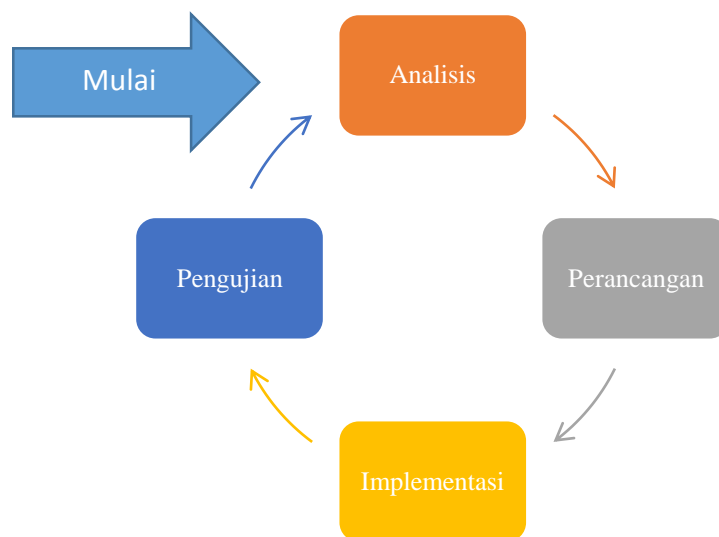 Mulai
Analisis
Pengujian
Perancangan
Implementasi